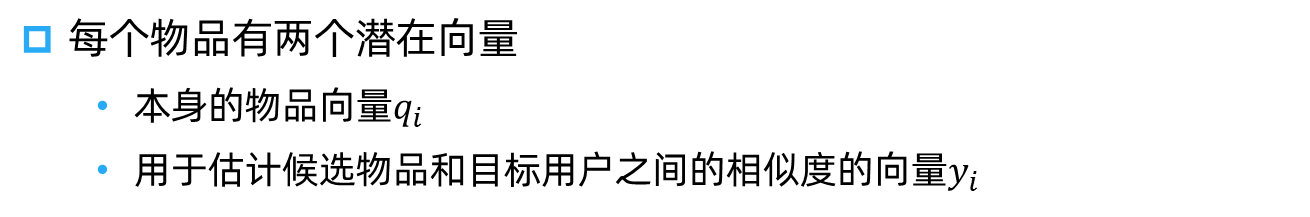 每个物品有两个潜在向量
• 本身的物品向量qᵢ
• 用于估计候选物品和目标用户之间的相似度的向量yᵢ